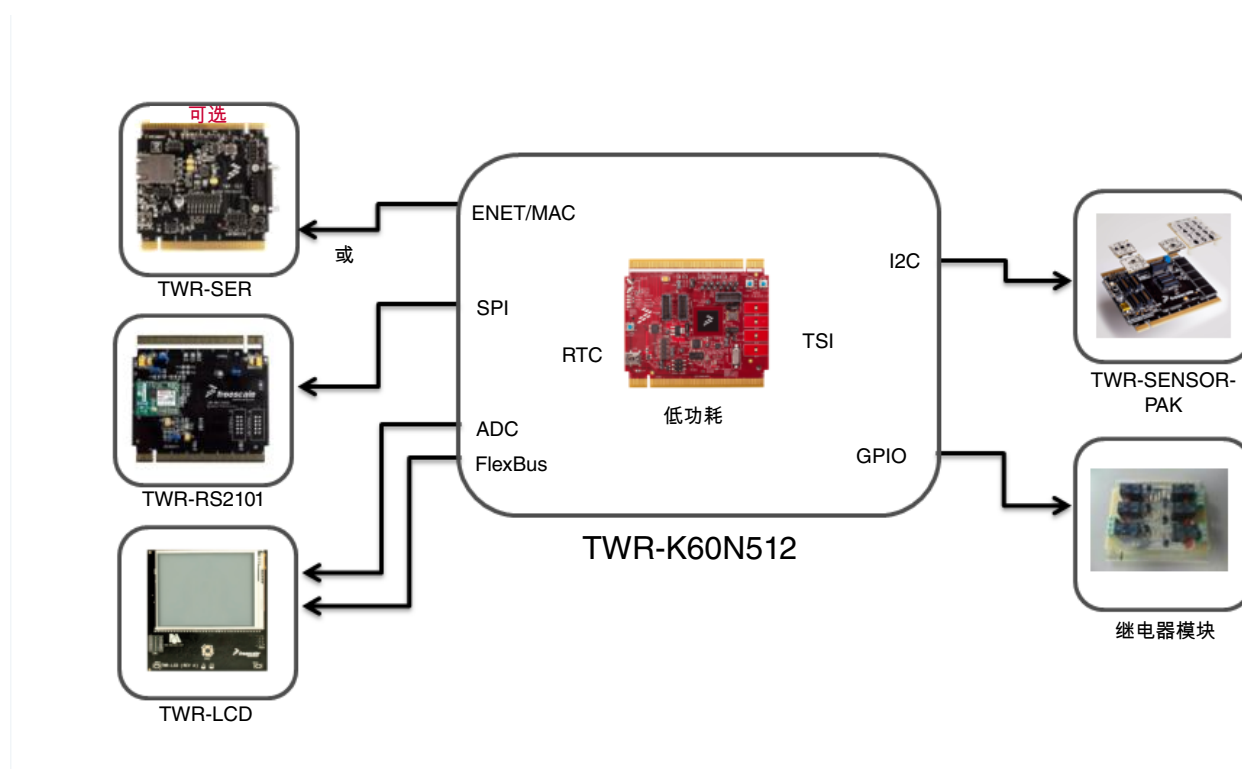 可选
TWR-SER
或
TWR-RS2101
TWR-LCD
ENET/MAC
SPI
ADC
FlexBus
RTC
低功耗
TSI
I2C
GPIO
TWR-K60N512
TWR-SENSOR-
PAK
继电器模块
freescale